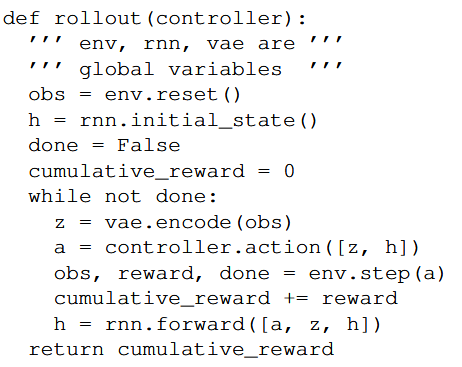 def rollout(controller):
  ''' env, rnn, vae are '''
  ''' global variables  '''
  obs = env.reset()
  h = rnn.initial_state()
  done = False
  cumulative_reward = 0
  while not done:
    z = vae.encode(obs)
    a = controller.action([z, h])
    obs, reward, done = env.step(a)
    cumulative_reward += reward
    h = rnn.forward([a, z, h])
  return cumulative_reward